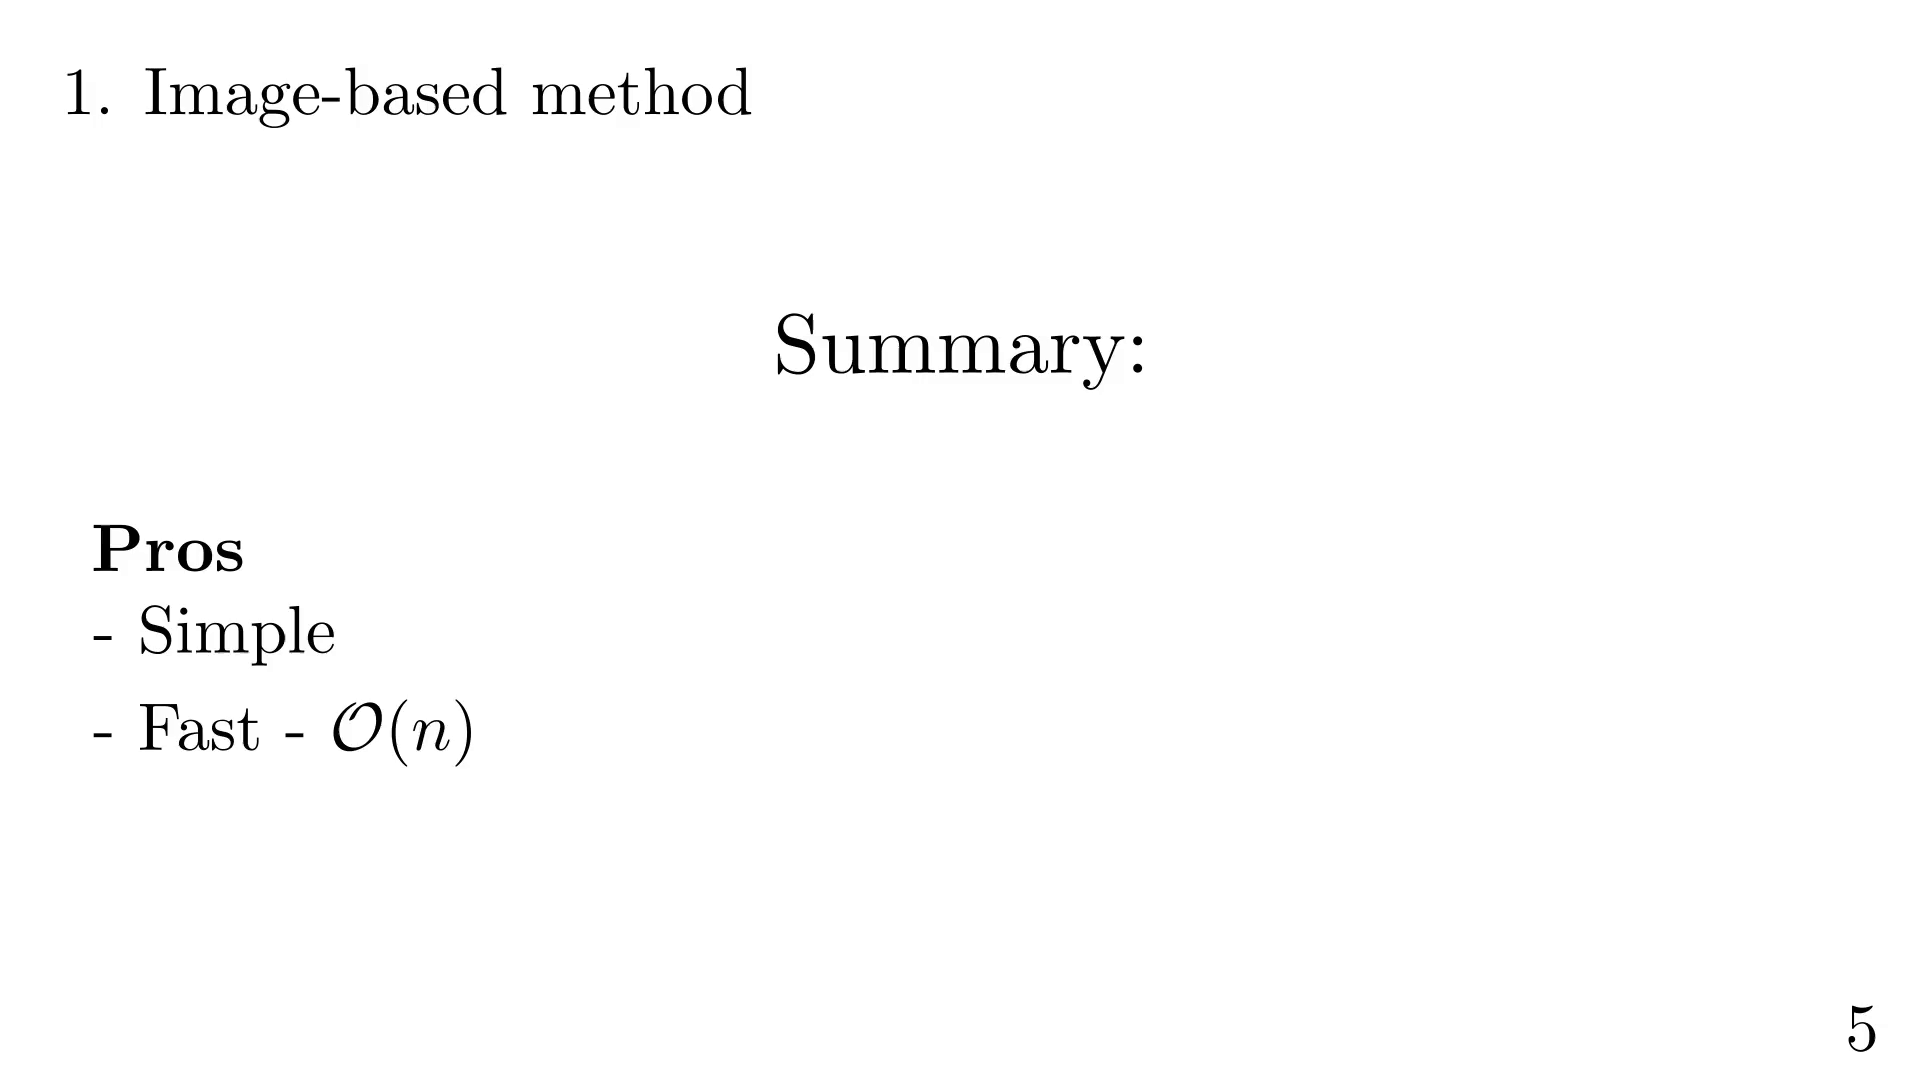 1. Image-based method
Summary:
Pros
- Simple
- Fast - 𝒪(n)
5